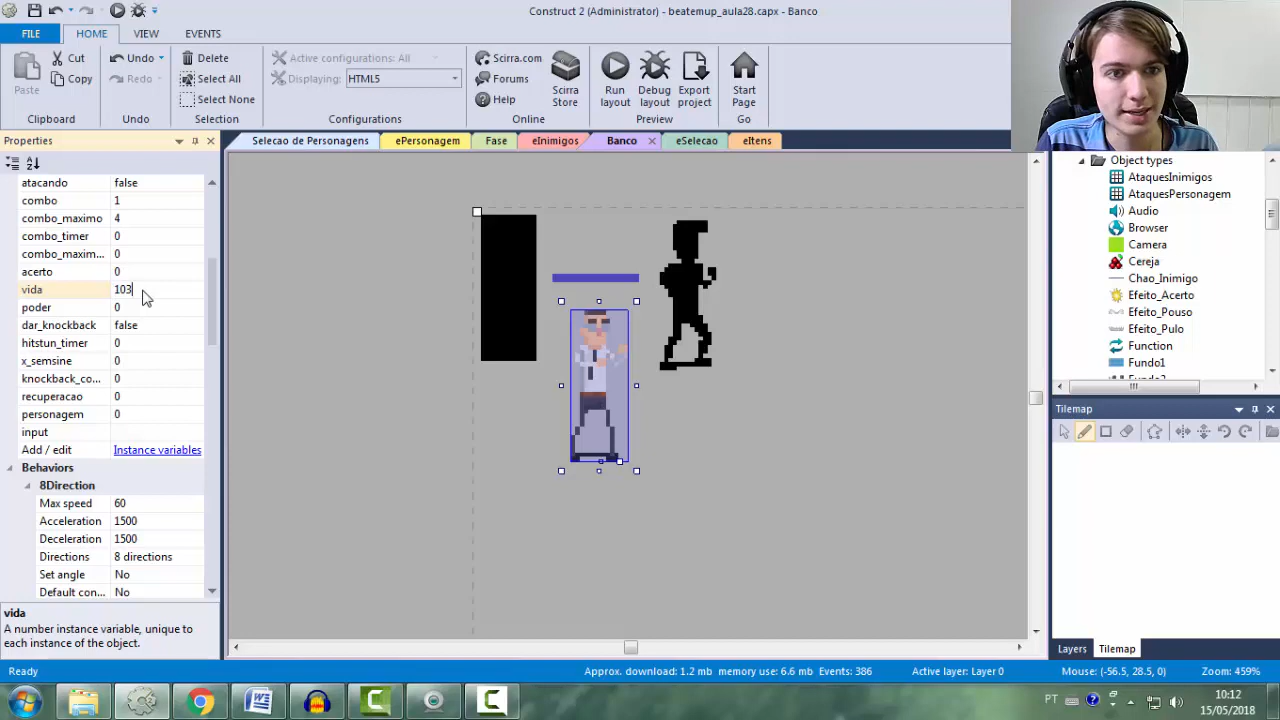 Construct 2 (Administrator) - beatemup_aula28.capx - Banco
FILE HOME VIEW EVENTS
Paste Cut Copy
Undo Redo
Delete Select All Select None
Active configurations: All
Displaying: HTML5
Scirra.com Forums Help
Scirra Store
Run layout
Debug layout
Export project
Start Page
Clipboard Undo Selection Configurations Online Preview Go
Properties
Selecao de Personagens ePersonagem Fase eInimigos Banco eSelecao eItens
atacando false
combo 1
combo_maximo 4
combo_timer 0
combo_maxim... 0
acerto 0
vida 103
poder 0
dar_knockback false
hitstun_timer 0
x_semsine 0
knockback_co... 0
recuperacao 0
personagem 0
input
Add / edit Instance variables
Behaviors
8Direction
Max speed 60
Acceleration 1500
Deceleration 1500
Directions 8 directions
Set angle No
Default con... No
vida
A number instance variable, unique to
each instance of the object.
Object types
AtaquesInimigos
AtaquesPersonagem
Audio
Browser
Camera
Cereja
Chao_Inimigo
Efeito_Acerto
Efeito_Pouso
Efeito_Pulo
Function
Fundo1
Tilemap
Layers Tilemap
Ready Approx. download: 1.2 mb memory use: 6.6 mb Events: 386 Active layer: Layer 0 Mouse: (-56.5, 28.5, 0) Zoom: 459%
PT 10:12
15/05/2018